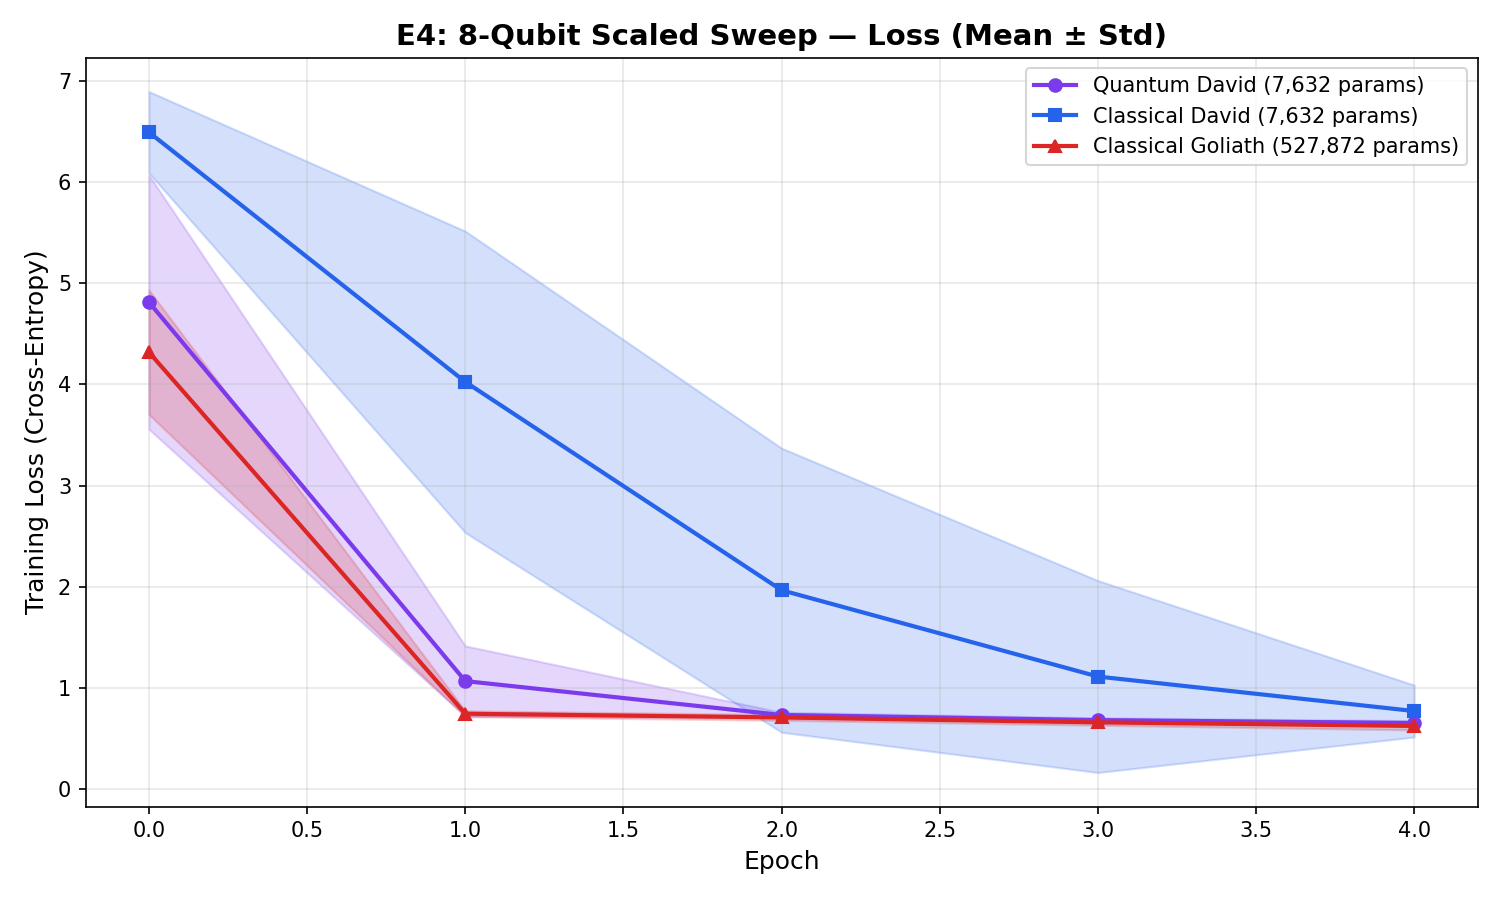 E4: 8-Qubit Scaled Sweep — Loss (Mean ± Std)
Quantum David (7,632 params)
Classical David (7,632 params)
Classical Goliath (527,872 params)
Training Loss (Cross-Entropy)
7
6
5
4
3
2
1
0
0.0 0.5 1.0 1.5 2.0 2.5 3.0 3.5 4.0
Epoch